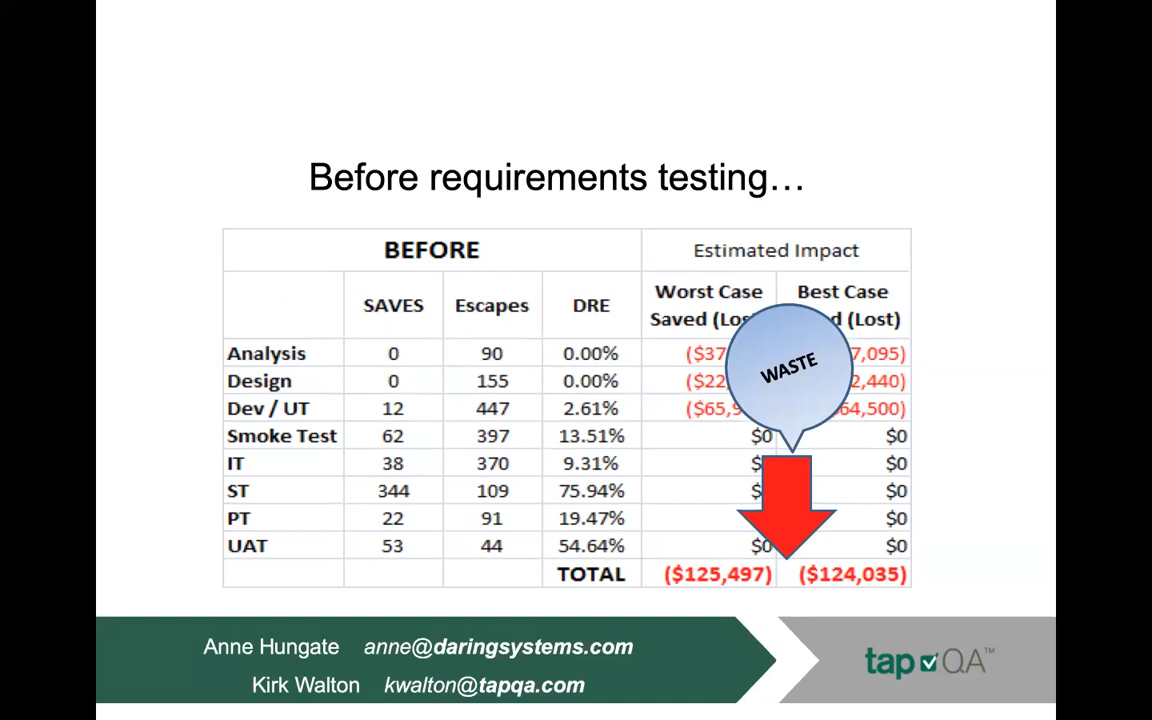 Before requirements testing…
BEFORE Estimated Impact
SAVES Escapes DRE Worst Case Saved (Los Best Case d (Lost)
Analysis 0 90 0.00% ($37 7,095)
Design 0 155 0.00% ($22, 2,440)
Dev / UT 12 447 2.61% ($65,9 64,500)
Smoke Test 62 397 13.51% $0 $0
IT 38 370 9.31% $ $0
ST 344 109 75.94% $ $0
PT 22 91 19.47% $0
UAT 53 44 54.64% $0 $0
TOTAL ($125,497) ($124,035)
WASTE
Anne Hungate anne@daringsystems.com
Kirk Walton kwalton@tapqa.com
tap QA™